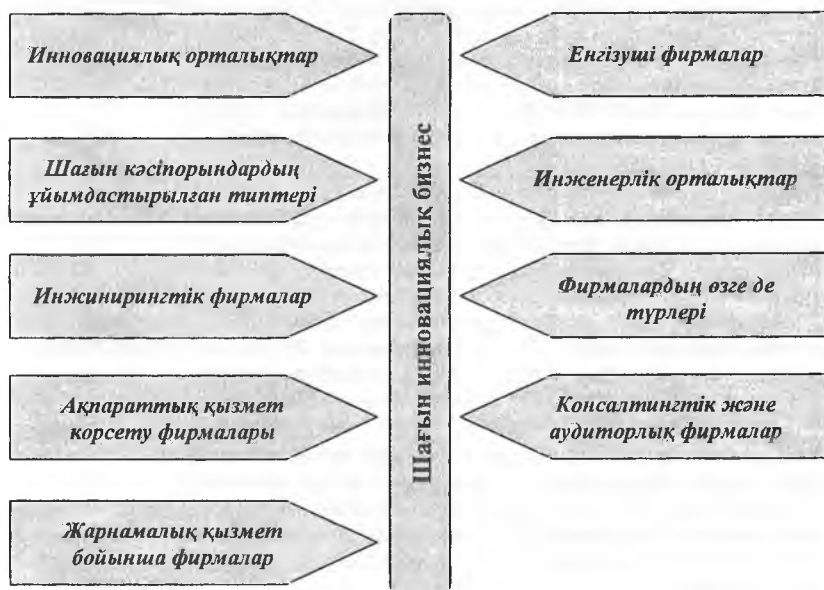 Инновациялық орталықтар
Шағын кәсіпорындардың
ұйымдастырылған типтері
Инжинирингтік фирмалар
Ақпараттық қызмет
корсету фирмалары
Жарнамалық қызмет
бойынша фирмалар
Шағын инновациялық бизнес
Енгізуші фирмалар
Инженерлік орталықтар
Фирмалардың өзге де
түрлері
Консалтингтік және
аудиторлық фирмалар